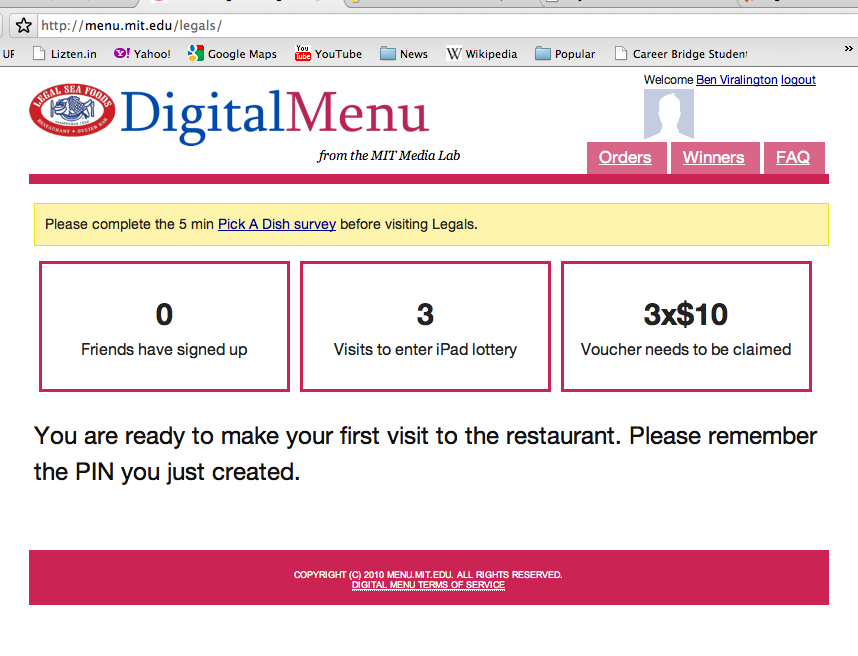 http://menu.mit.edu/legals/
UF Lizten.in Yahoo! Google Maps YouTube News Wikipedia Popular Career Bridge Student »
Welcome Ben Viralington logout
LEGAL SEA FOODS
RESTAURANT • OYSTER BAR
DigitalMenu
from the MIT Media Lab
Orders Winners FAQ
Please complete the 5 min Pick A Dish survey before visiting Legals.
0
Friends have signed up
3
Visits to enter iPad lottery
3x$10
Voucher needs to be claimed
You are ready to make your first visit to the restaurant. Please remember
the PIN you just created.
COPYRIGHT (C) 2010 MENU.MIT.EDU. ALL RIGHTS RESERVED.
DIGITAL MENU TERMS OF SERVICE